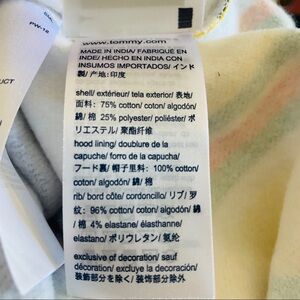 PW-12
www.tommy.com
MADE IN INDIA/ FABRIQUÉ EN
INDE/ HECHO EN INDIA CON
INSUMOS IMPORTADOS/ インド
製/ 产地: 印度
shell/ extérieur/ tela exterior/ 表地/
面料: 75% cotton/ coton/ algodón/
綿/ 棉 25% polyester/ poliéster/ ポ
リエステル/ 聚酯纤维
hood lining/ doublure de la
capuche/ forro de la capucha/
フード裏/ 帽子里料: 100% cotton/
coton/ algodón/ 綿/ 棉
rib/ bord côte/ cordoncillo/ リブ/ 罗
纹: 96% cotton/ coton/ algodón/ 綿
/ 棉 4% elastane/ élasthanne/
elastano/ ポリウレタン/ 氨纶
exclusive of decoration/ sauf
décoration/ excluye la decoración/
装飾部分を除く/ 装饰部分除外